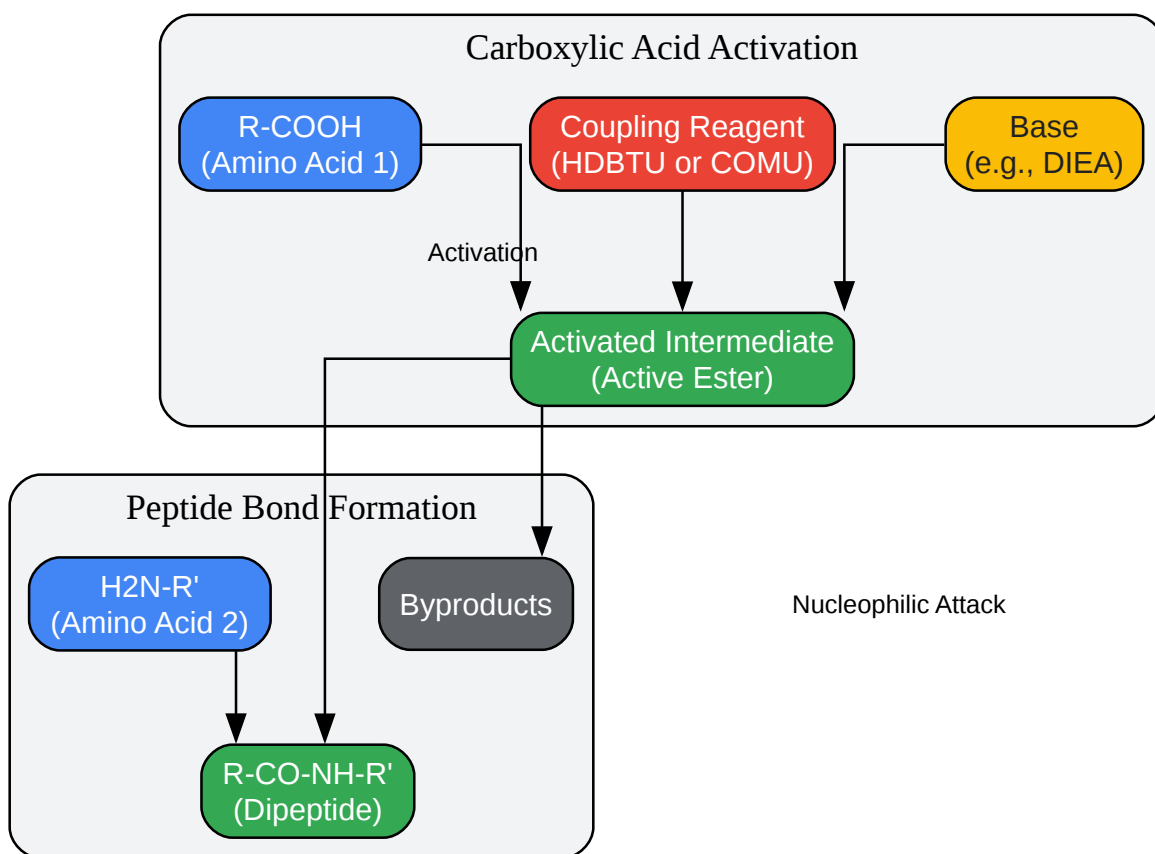 Carboxylic Acid Activation
R-COOH
(Amino Acid 1)
Coupling Reagent
(HDBTU or COMU)
Base
(e.g., DIEA)
Activation
Activated Intermediate
(Active Ester)
Peptide Bond Formation
H2N-R'
(Amino Acid 2)
Byproducts
Nucleophilic Attack
R-CO-NH-R'
(Dipeptide)